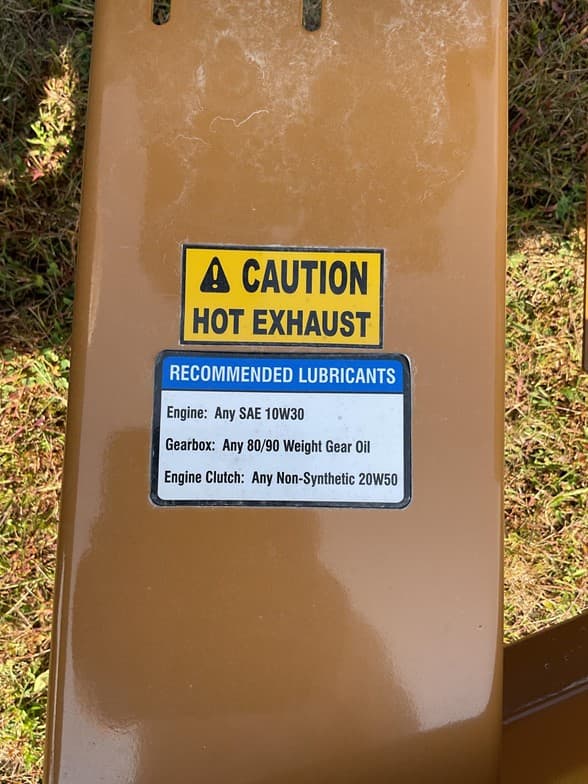 CAUTION
HOT EXHAUST
RECOMMENDED LUBRICANTS
Engine: Any SAE 10W30
Gearbox: Any 80/90 Weight Gear Oil
Engine Clutch: Any Non-Synthetic 20W50